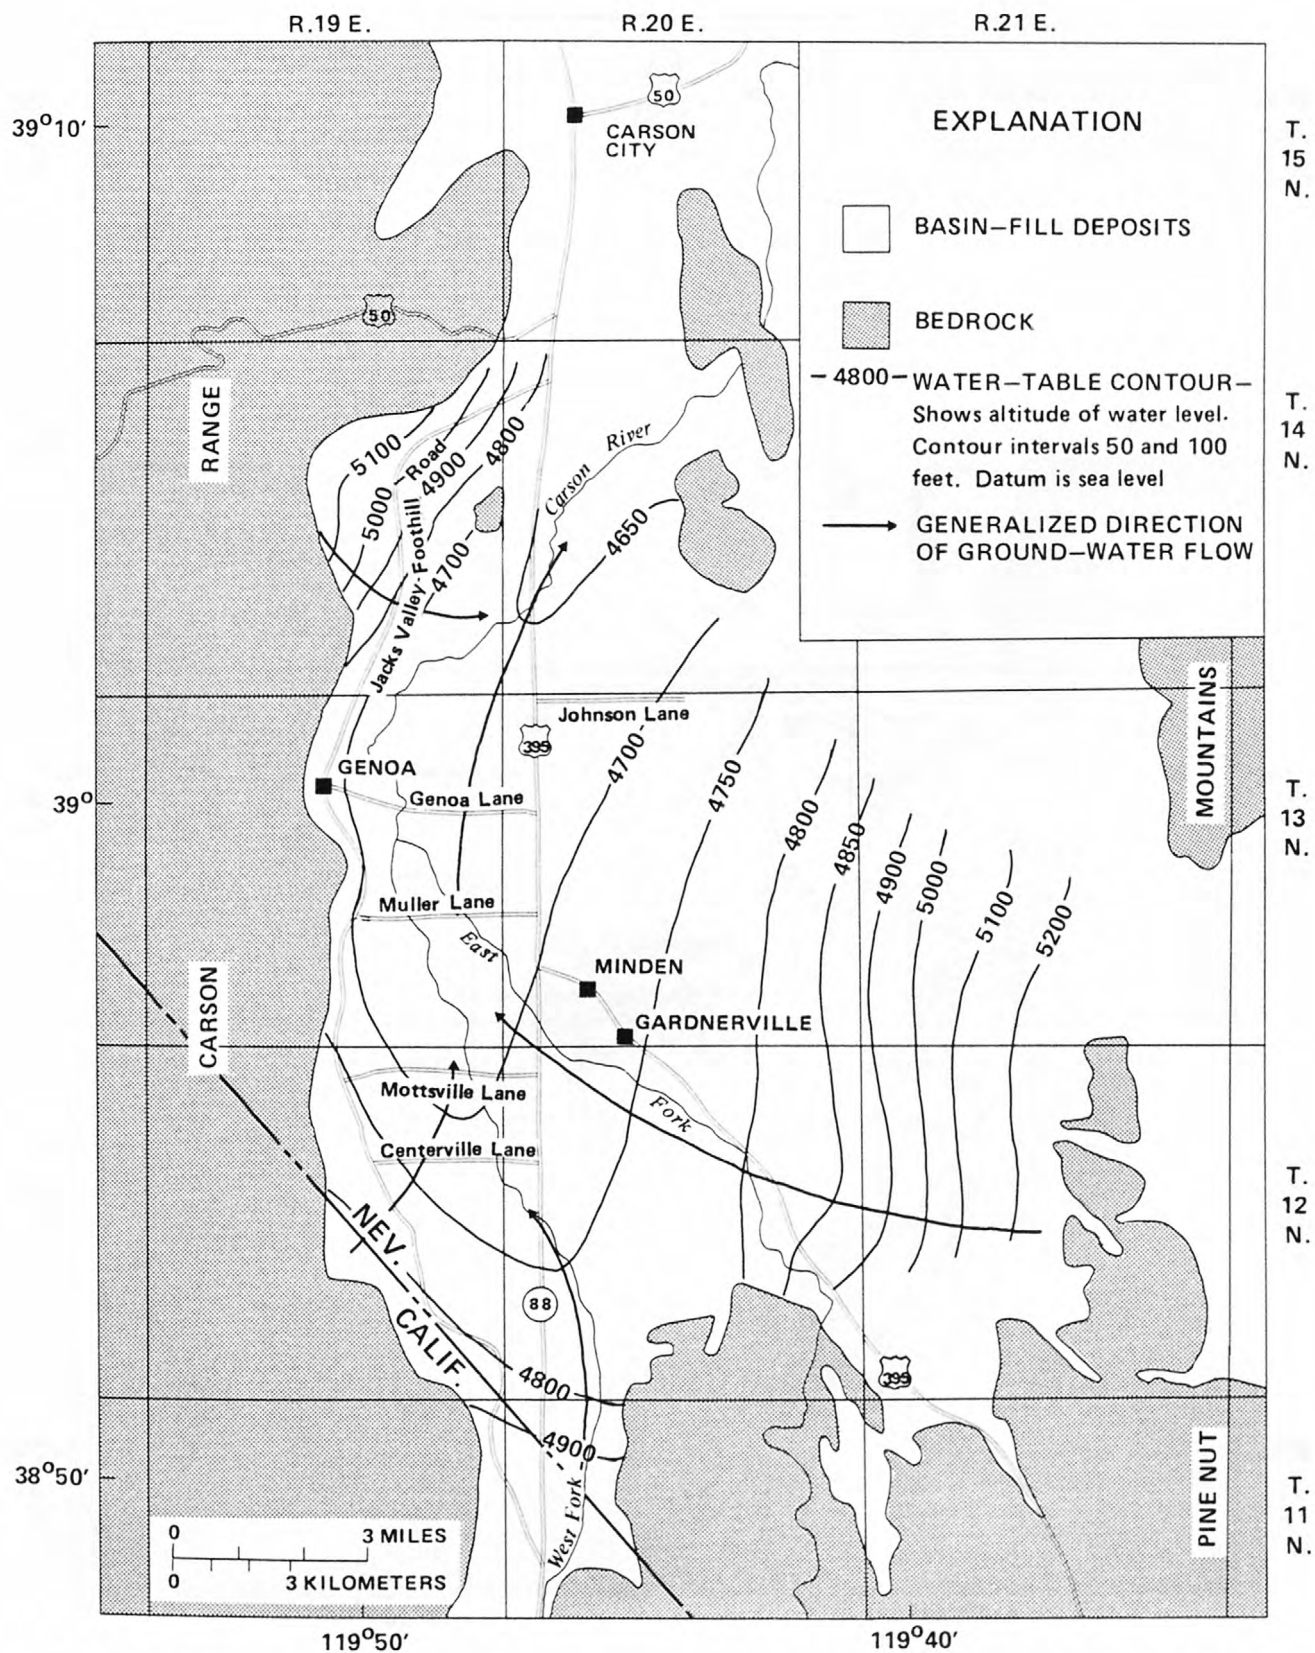 R.19 E.
R.20 E.
R.21 E.
39°10'
50
CARSON
CITY
EXPLANATION
BASIN–FILL DEPOSITS
BEDROCK
–4800– WATER–TABLE CONTOUR–
Shows altitude of water level.
Contour intervals 50 and 100
feet. Datum is sea level
GENERALIZED DIRECTION
OF GROUND–WATER FLOW
T.
15
N.
50
RANGE
T.
14
N.
5100
5000
4900
4800
4700
Jacks Valley-Foothill Road
Carson River
4650
Johnson Lane
395
4700
4750
4800
4850
4900
5000
5100
5200
MOUNTAINS
39°
GENOA
Genoa Lane
T.
13
N.
Muller Lane
East
MINDEN
GARDNERVILLE
CARSON
Mottsville Lane
Fork
Centerville Lane
T.
12
N.
NEV.
CALIF.
88
4800
395
4900
38°50'
West Fork
PINE NUT
T.
11
N.
0 3 MILES
0 3 KILOMETERS
119°50'
119°40'